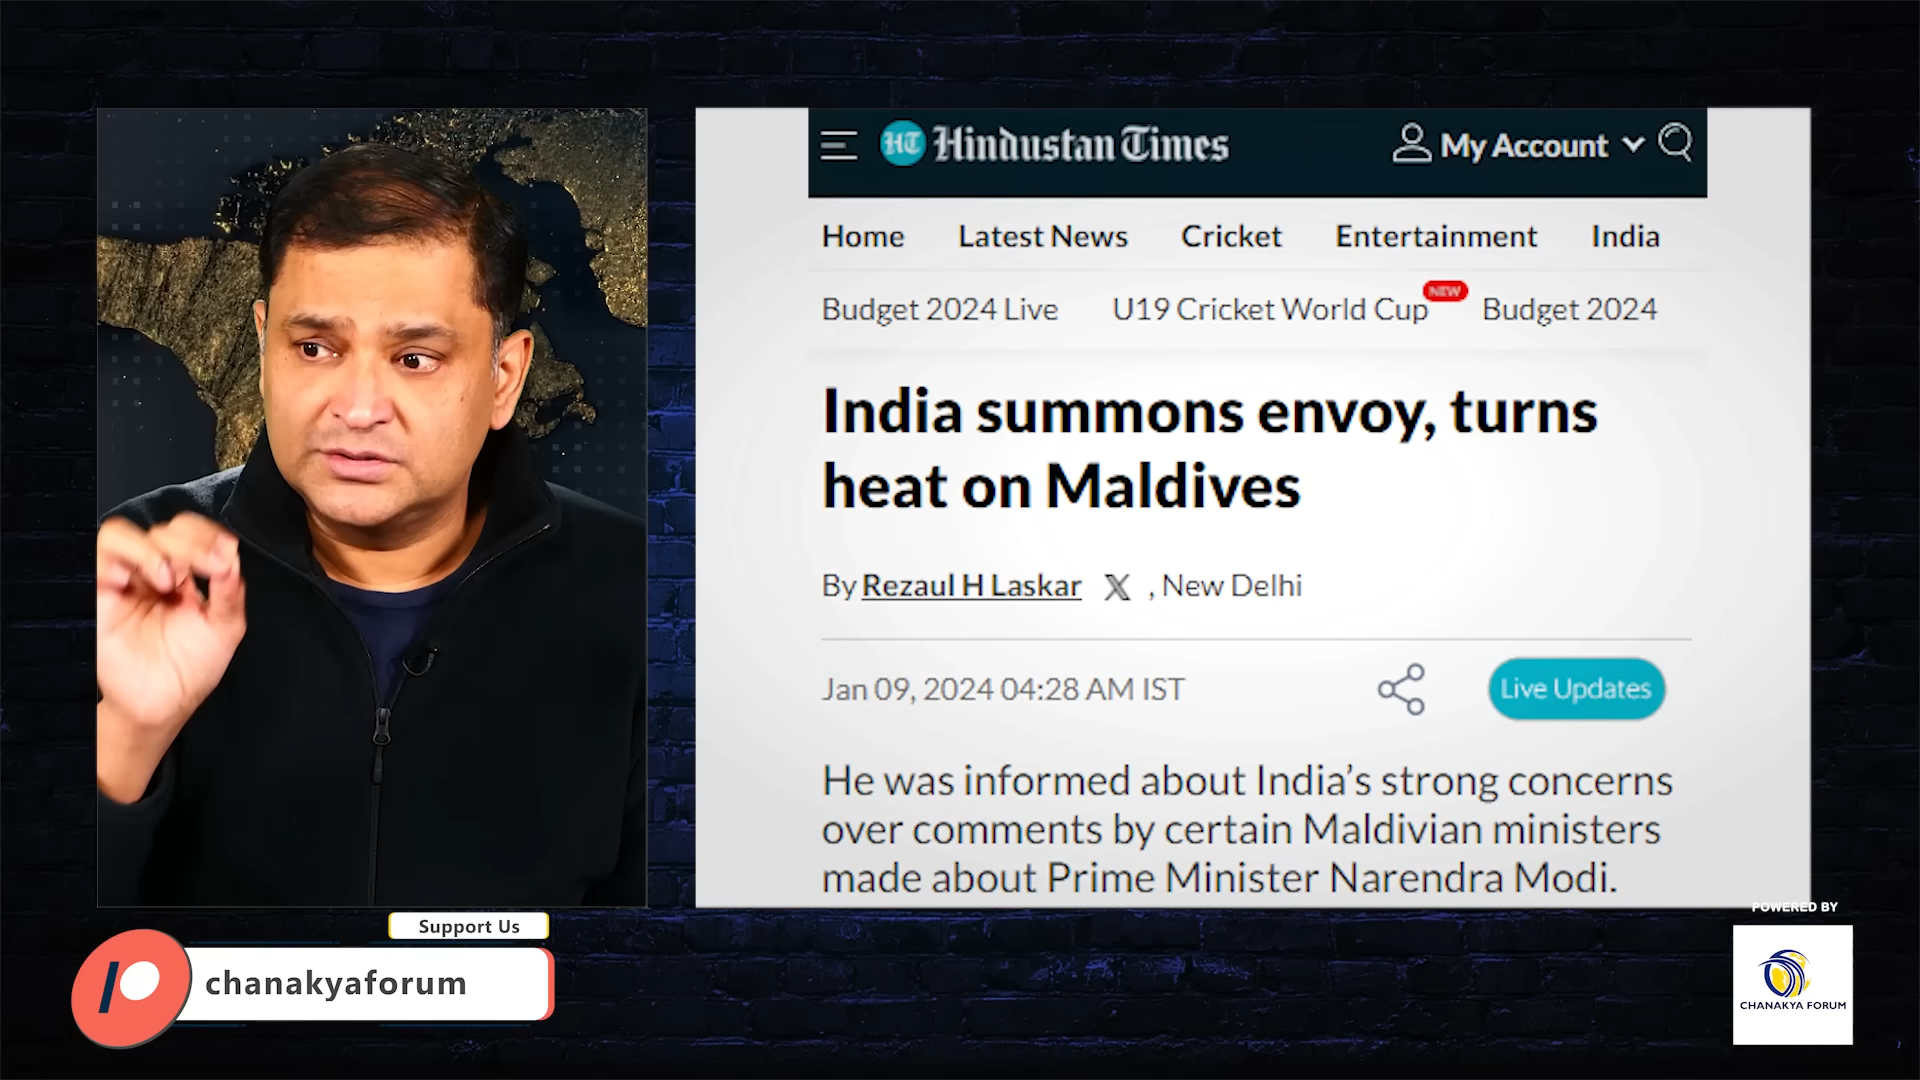 HT Hindustan Times
My Account
Home Latest News Cricket Entertainment India
Budget 2024 Live U19 Cricket World Cup NEW Budget 2024
India summons envoy, turns
heat on Maldives
By Rezaul H Laskar X , New Delhi
Jan 09, 2024 04:28 AM IST
Live Updates
He was informed about India’s strong concerns
over comments by certain Maldivian ministers
made about Prime Minister Narendra Modi.
Support Us
chanakyaforum
POWERED BY
CHANAKYA FORUM